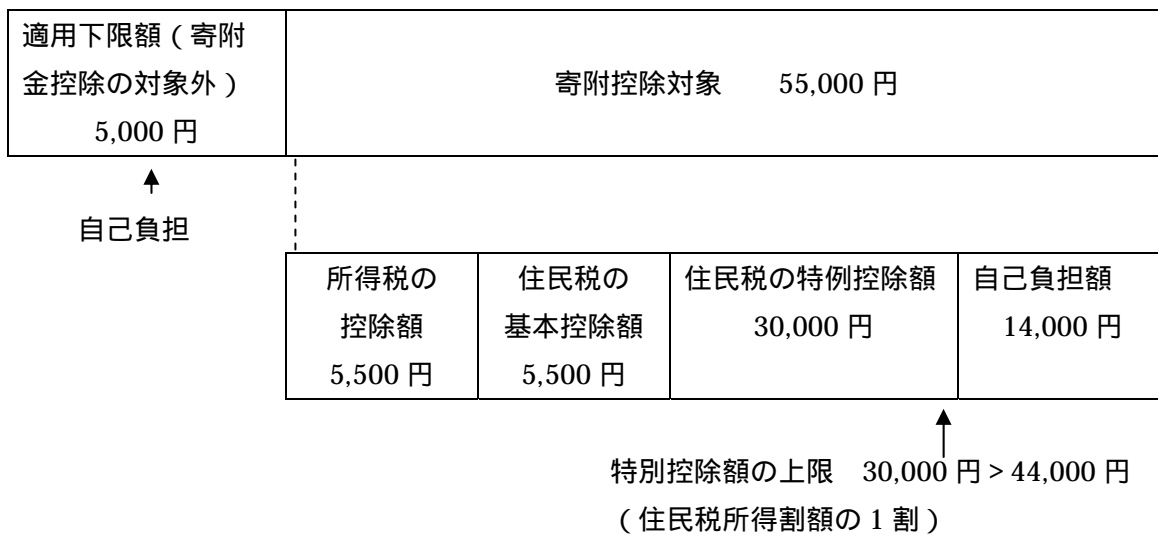 適用下限額（寄附
金控除の対象外）
5,000 円
寄附控除対象　　55,000 円
自己負担
所得税の
控除額
5,500 円
住民税の
基本控除額
5,500 円
住民税の特例控除額
30,000 円
自己負担額
14,000 円
特別控除額の上限　30,000 円 > 44,000 円
（住民税所得割額の 1 割）